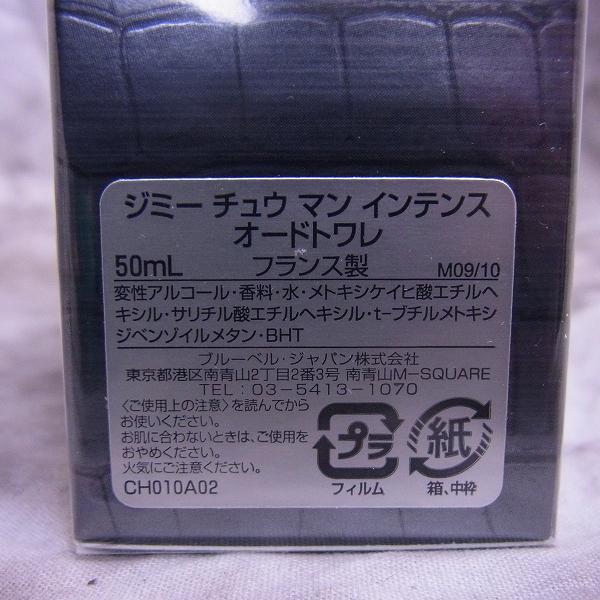 ジミー チュウ マン インテンス
オードトワレ
50mL フランス製 M09/10
変性アルコール・香料・水・メトキシケイヒ酸エチルヘ
キシル・サリチル酸エチルヘキシル・t-ブチルメトキシ
ジベンゾイルメタン・BHT
ブルーベル・ジャパン株式会社
東京都港区南青山2丁目2番3号 南青山M-SQUARE
TEL:03-5413-1070
〈ご使用上の注意〉を読んでから
お使いください。
お肌に合わないときは、ご使用を
おやめください。
火気にご注意ください。
CH010A02
プラ
フィルム
紙
箱、中枠